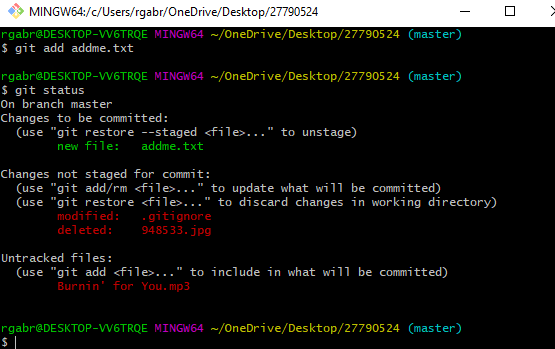 MINGW64:/c/Users/rgabr/OneDrive/Desktop/27790524
rgabr@DESKTOP-VV6TRQE MINGW64 ~/OneDrive/Desktop/27790524 (master)
$ git add addme.txt
rgabr@DESKTOP-VV6TRQE MINGW64 ~/OneDrive/Desktop/27790524 (master)
$ git status
On branch master
Changes to be committed:
  (use "git restore --staged <file>..." to unstage)
        new file:   addme.txt
Changes not staged for commit:
  (use "git add/rm <file>..." to update what will be committed)
  (use "git restore <file>..." to discard changes in working directory)
        modified:   .gitignore
        deleted:    948533.jpg
Untracked files:
  (use "git add <file>..." to include in what will be committed)
        Burnin' for You.mp3
rgabr@DESKTOP-VV6TRQE MINGW64 ~/OneDrive/Desktop/27790524 (master)
$